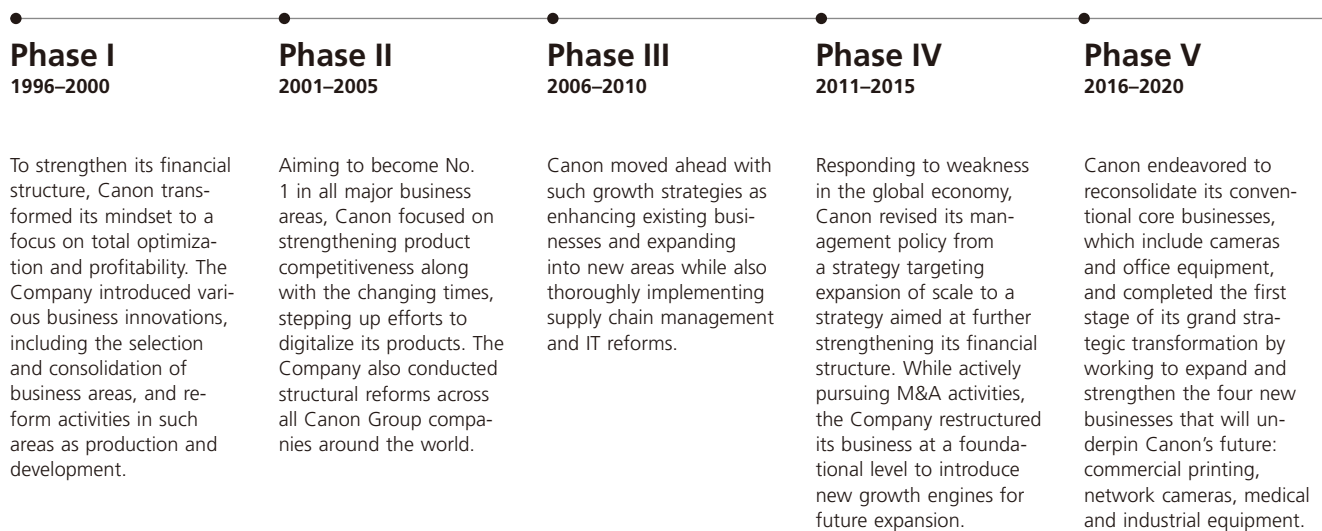 Phase I
1996–2000
To strengthen its financial
structure, Canon trans-
formed its mindset to a
focus on total optimiza-
tion and profitability. The
Company introduced vari-
ous business innovations,
including the selection
and consolidation of
business areas, and re-
form activities in such
areas as production and
development.
Phase II
2001–2005
Aiming to become No.
1 in all major business
areas, Canon focused on
strengthening product
competitiveness along
with the changing times,
stepping up efforts to
digitalize its products. The
Company also conducted
structural reforms across
all Canon Group compa-
nies around the world.
Phase III
2006–2010
Canon moved ahead with
such growth strategies as
enhancing existing busi-
nesses and expanding
into new areas while also
thoroughly implementing
supply chain management
and IT reforms.
Phase IV
2011–2015
Responding to weakness
in the global economy,
Canon revised its man-
agement policy from
a strategy targeting
expansion of scale to a
strategy aimed at further
strengthening its financial
structure. While actively
pursuing M&A activities,
the Company restructured
its business at a founda-
tional level to introduce
new growth engines for
future expansion.
Phase V
2016–2020
Canon endeavored to
reconsolidate its conven-
tional core businesses,
which include cameras
and office equipment,
and completed the first
stage of its grand stra-
tegic transformation by
working to expand and
strengthen the four new
businesses that will un-
derpin Canon’s future:
commercial printing,
network cameras, medical
and industrial equipment.